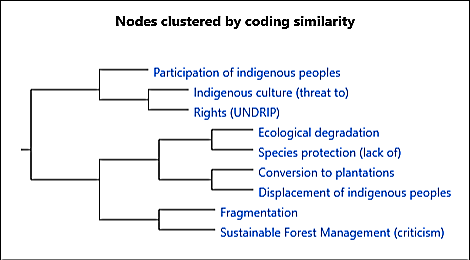 Nodes clustered by coding similarity
Participation of indigenous peoples
Indigenous culture (threat to)
Rights (UNDRIP)
Ecological degradation
Species protection (lack of)
Conversion to plantations
Displacement of indigenous peoples
Fragmentation
Sustainable Forest Management (criticism)